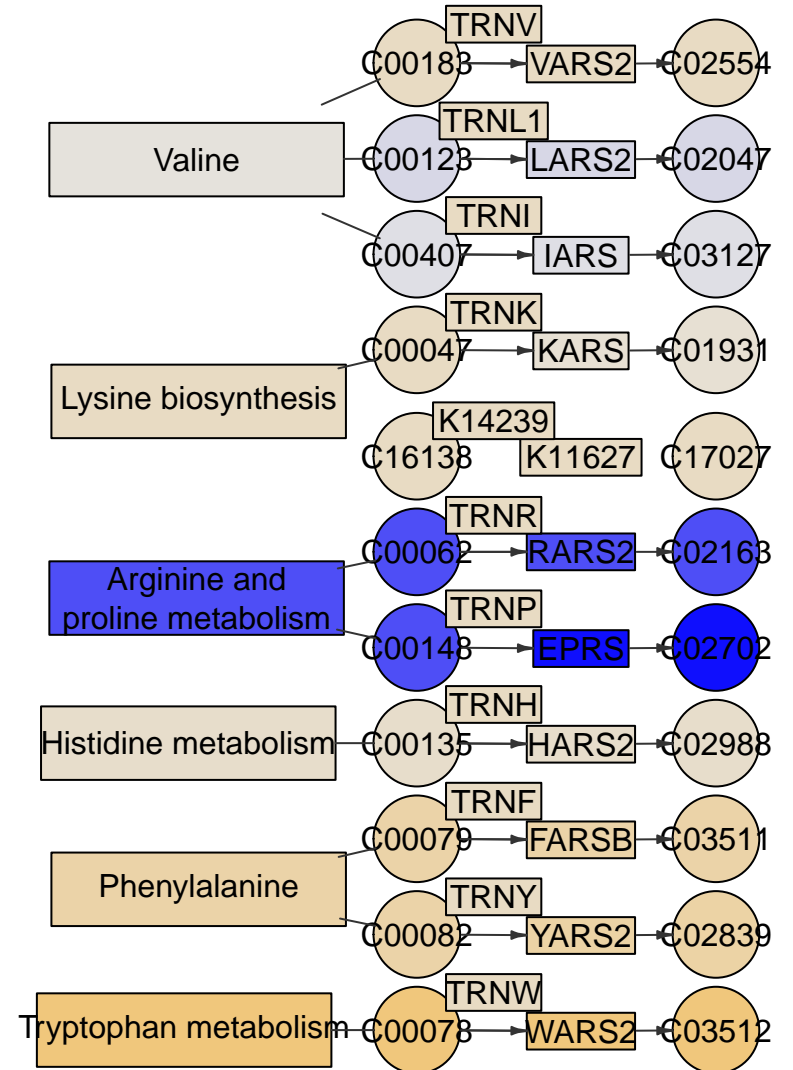 TRNV
C00183 VARS2 C02554
TRNL1
Valine C00123 LARS2 C02047
TRNI
C00407 IARS C03127
TRNK
C00047 KARS C01931
Lysine biosynthesis
K14239
C16138 K11627 C17027
TRNR
C00062 RARS2 C02163
Arginine and
proline metabolism
TRNP
C00148 EPRS C02702
TRNH
Histidine metabolism C00135 HARS2 C02988
TRNF
C00079 FARSB C03511
Phenylalanine
TRNY
C00082 YARS2 C02839
TRNW
Tryptophan metabolism C00078 WARS2 C03512